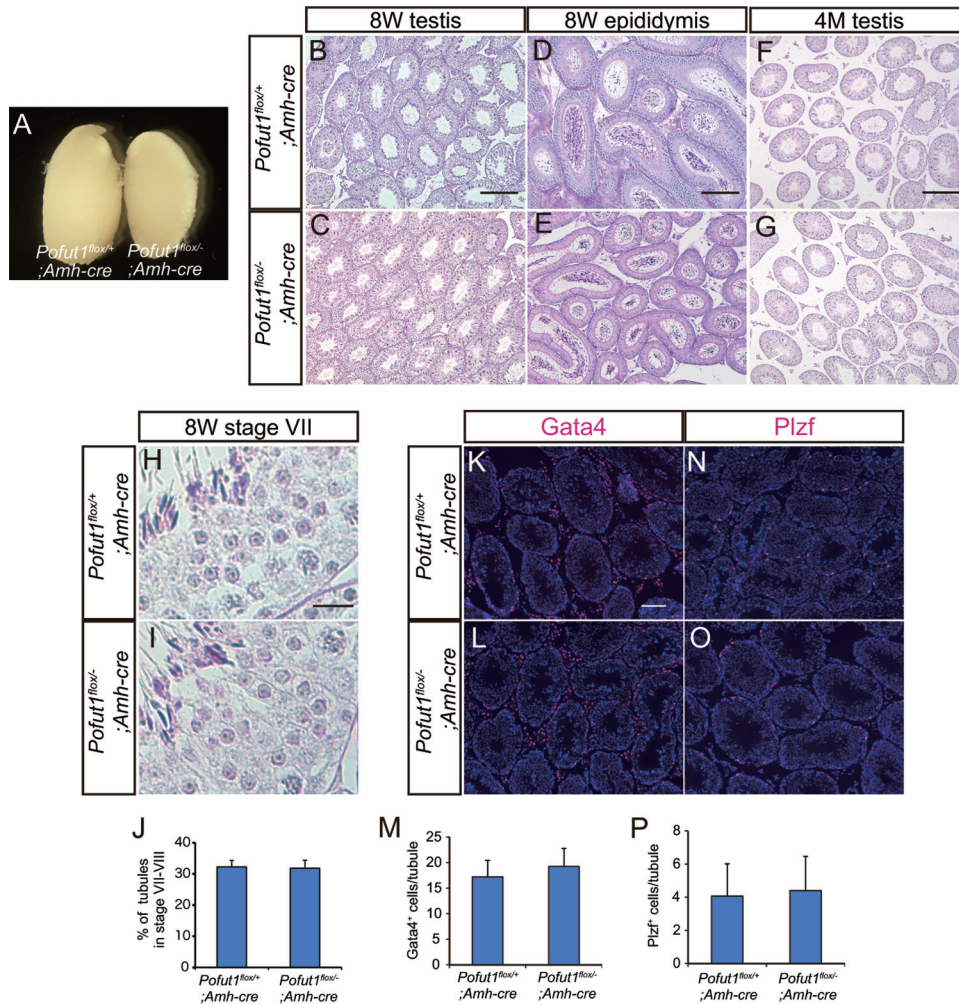 8W testis 8W epididymis 4M testis
A
Pofut1flox/+ ;Amh-cre
Pofut1flox/- ;Amh-cre
Pofut1flox/+
;Amh-cre
B D F
Pofut1flox/-
;Amh-cre
C E G
8W stage VII
Pofut1flox/+
;Amh-cre
H
Pofut1flox/-
;Amh-cre
I
Gata4 Plzf
Pofut1flox/+
;Amh-cre
K N
Pofut1flox/-
;Amh-cre
L O
J
% of tubules
in stage VII-VIII
40
30
20
10
0
Pofut1flox/+
;Amh-cre
Pofut1flox/-
;Amh-cre
M
Gata4+ cells/tubule
25
20
15
10
5
0
Pofut1flox/+
;Amh-cre
Pofut1flox/-
;Amh-cre
P
Plzf+ cells/tubule
8
6
4
2
0
Pofut1flox/+
;Amh-cre
Pofut1flox/-
;Amh-cre